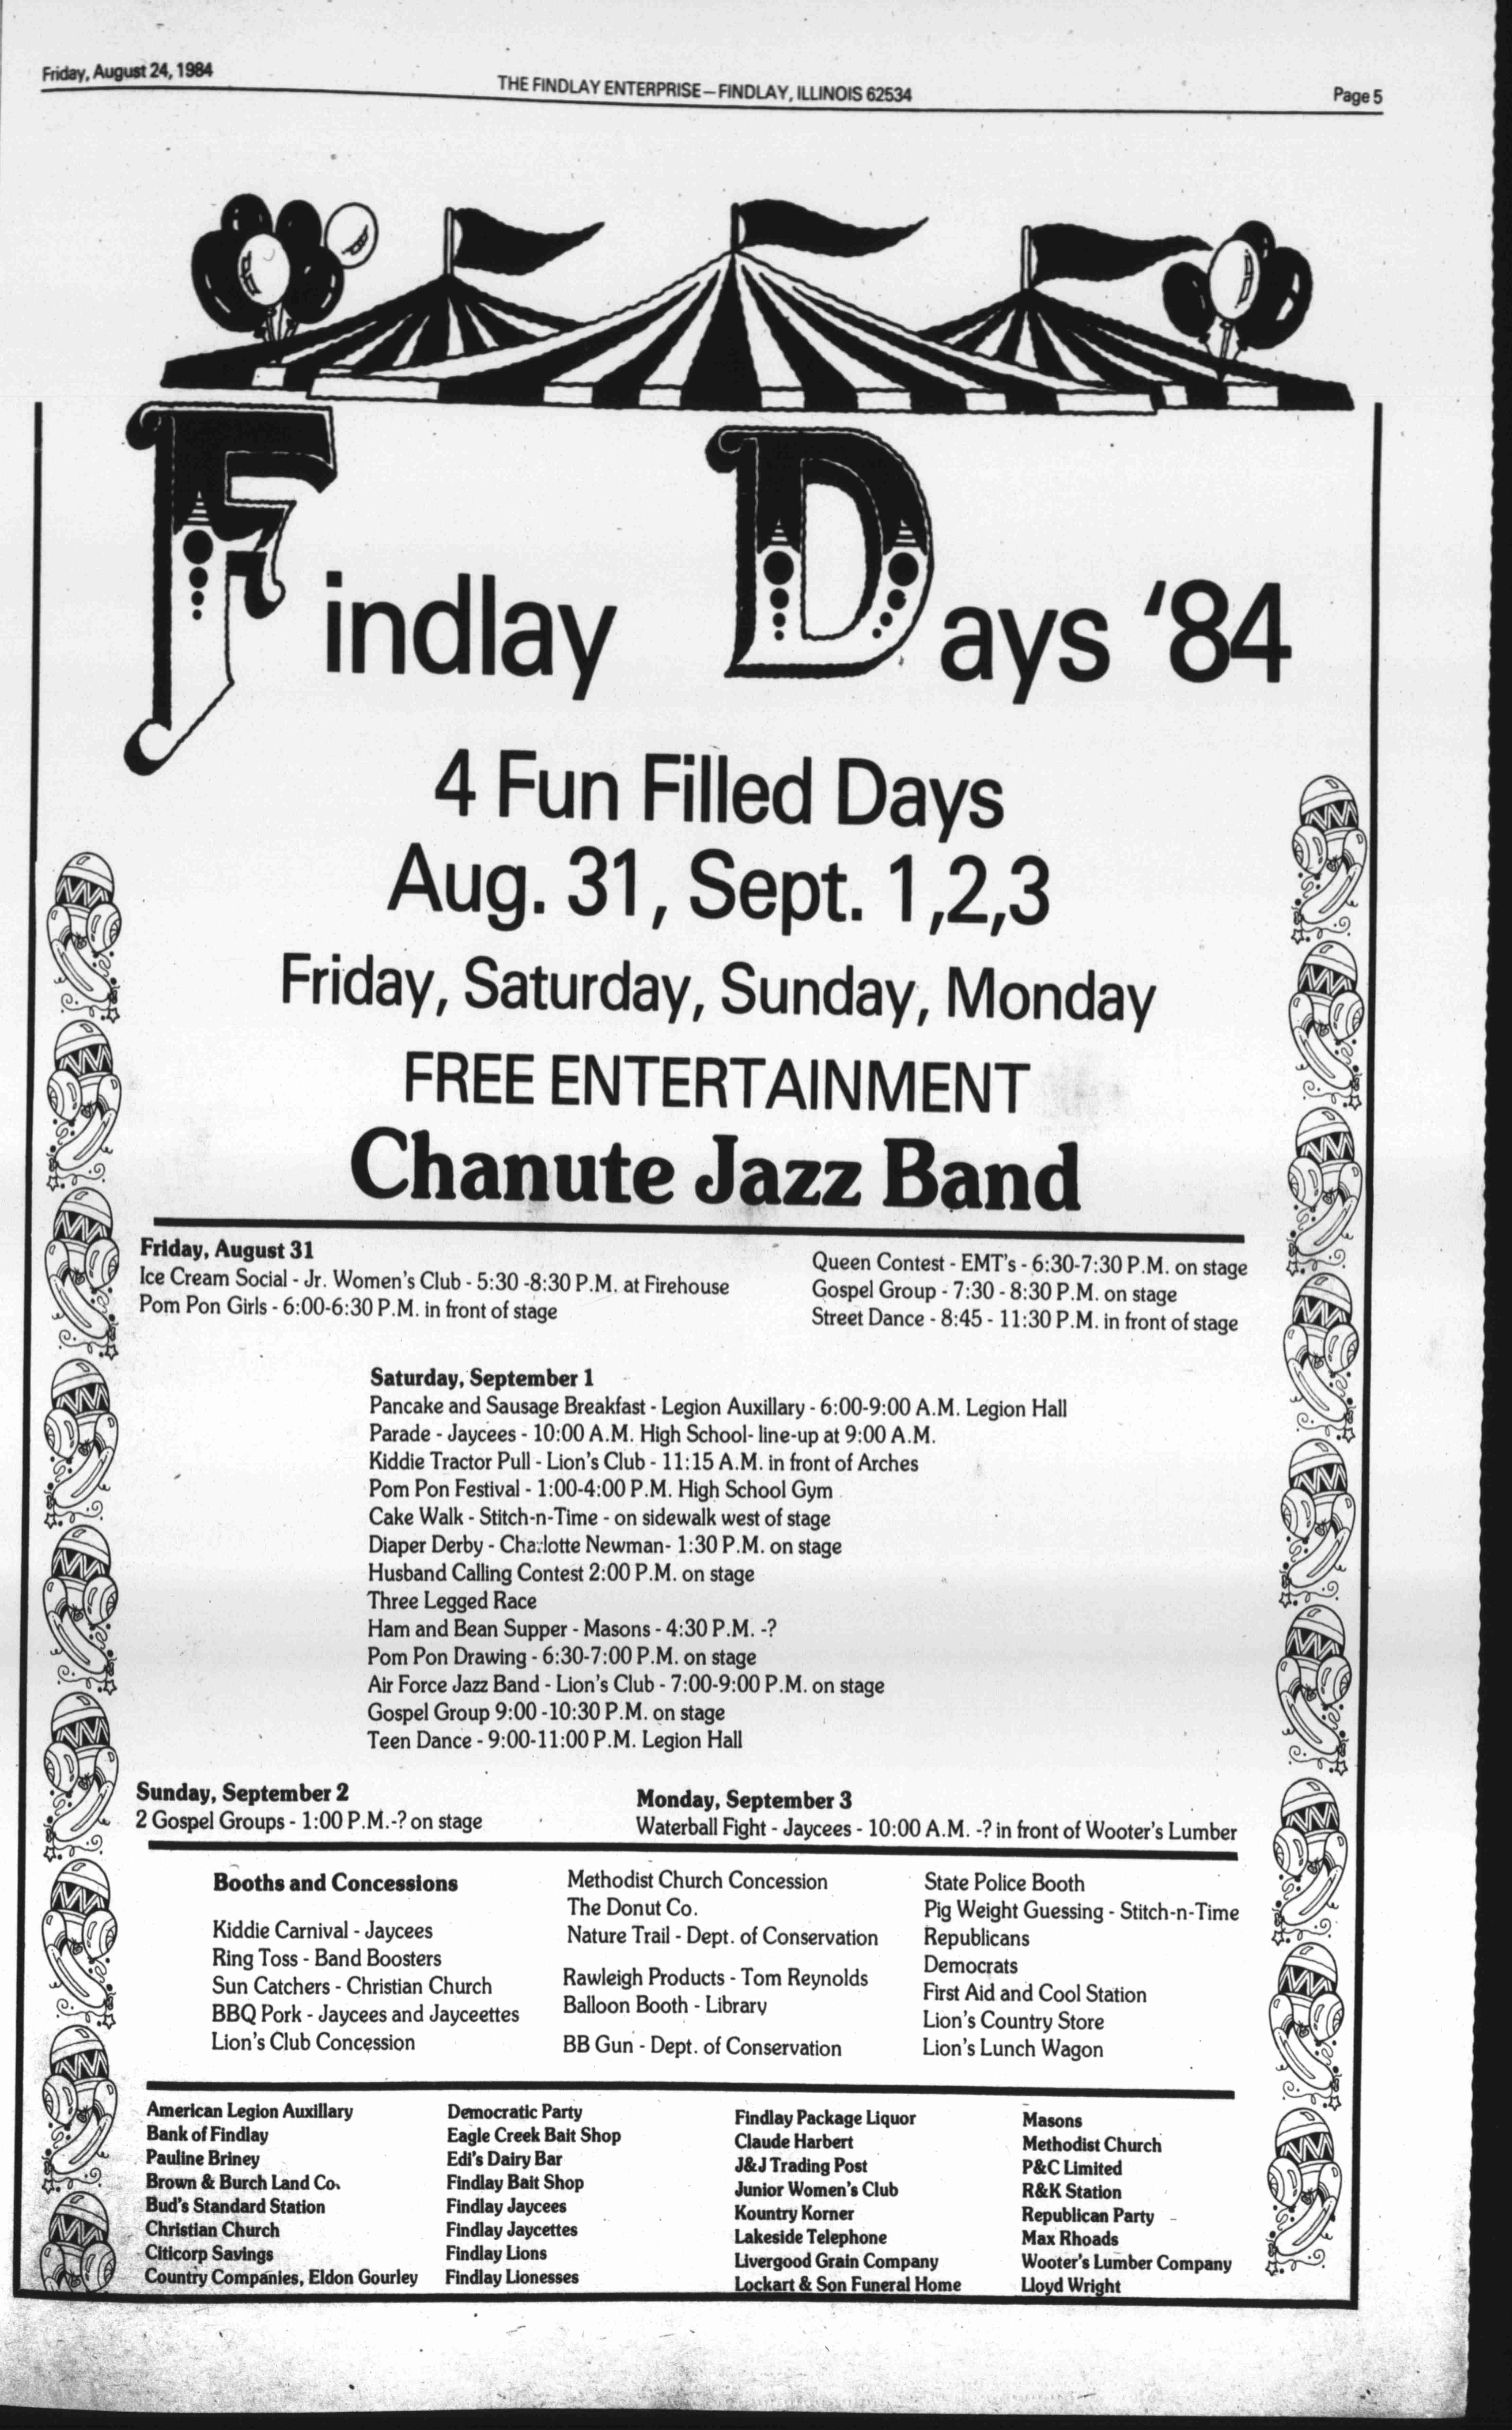 Friday, August 24, 1984
THE FINDLAY ENTERPRISE—FINDLAY, ILLINOIS 62534
Page 5
Findlay Days '84
4 Fun Filled Days
Aug. 31, Sept. 1,2,3
Friday, Saturday, Sunday, Monday
FREE ENTERTAINMENT
Chanute Jazz Band
Friday, August 31
Ice Cream Social - Jr. Women's Club - 5:30 -8:30 P.M. at Firehouse
Pom Pon Girls - 6:00-6:30 P.M. in front of stage
Queen Contest - EMT's - 6:30-7:30 P.M. on stage
Gospel Group - 7:30 - 8:30 P.M. on stage
Street Dance - 8:45 - 11:30 P.M. in front of stage
Saturday, September 1
Pancake and Sausage Breakfast - Legion Auxillary - 6:00-9:00 A.M. Legion Hall
Parade - Jaycees - 10:00 A.M. High School- line-up at 9:00 A.M.
Kiddie Tractor Pull - Lion's Club - 11:15 A.M. in front of Arches
Pom Pon Festival - 1:00-4:00 P.M. High School Gym
Cake Walk - Stitch-n-Time - on sidewalk west of stage
Diaper Derby - Charlotte Newman- 1:30 P.M. on stage
Husband Calling Contest 2:00 P.M. on stage
Three Legged Race
Ham and Bean Supper - Masons - 4:30 P.M. -?
Pom Pon Drawing - 6:30-7:00 P.M. on stage
Air Force Jazz Band - Lion's Club - 7:00-9:00 P.M. on stage
Gospel Group 9:00 -10:30 P.M. on stage
Teen Dance - 9:00-11:00 P.M. Legion Hall
Sunday, September 2
2 Gospel Groups - 1:00 P.M.-? on stage
Monday, September 3
Waterball Fight - Jaycees - 10:00 A.M. -? in front of Wooter's Lumber
Booths and Concessions
Kiddie Carnival - Jaycees
Ring Toss - Band Boosters
Sun Catchers - Christian Church
BBQ Pork - Jaycees and Jayceettes
Lion's Club Concession
Methodist Church Concession
The Donut Co.
Nature Trail - Dept. of Conservation
Rawleigh Products - Tom Reynolds
Balloon Booth - Library
BB Gun - Dept. of Conservation
State Police Booth
Pig Weight Guessing - Stitch-n-Time
Republicans
Democrats
First Aid and Cool Station
Lion's Country Store
Lion's Lunch Wagon
American Legion Auxillary
Bank of Findlay
Pauline Briney
Brown & Burch Land Co.
Bud's Standard Station
Christian Church
Citicorp Savings
Country Companies, Eldon Gourley
Democratic Party
Eagle Creek Bait Shop
Edi's Dairy Bar
Findlay Bait Shop
Findlay Jaycees
Findlay Jaycettes
Findlay Lions
Findlay Lionesses
Findlay Package Liquor
Claude Harbert
J&J Trading Post
Junior Women's Club
Kountry Korner
Lakeside Telephone
Livergood Grain Company
Lockart & Son Funeral Home
Masons
Methodist Church
P&C Limited
R&K Station
Republican Party
Max Rhoads
Wooter's Lumber Company
Lloyd Wright